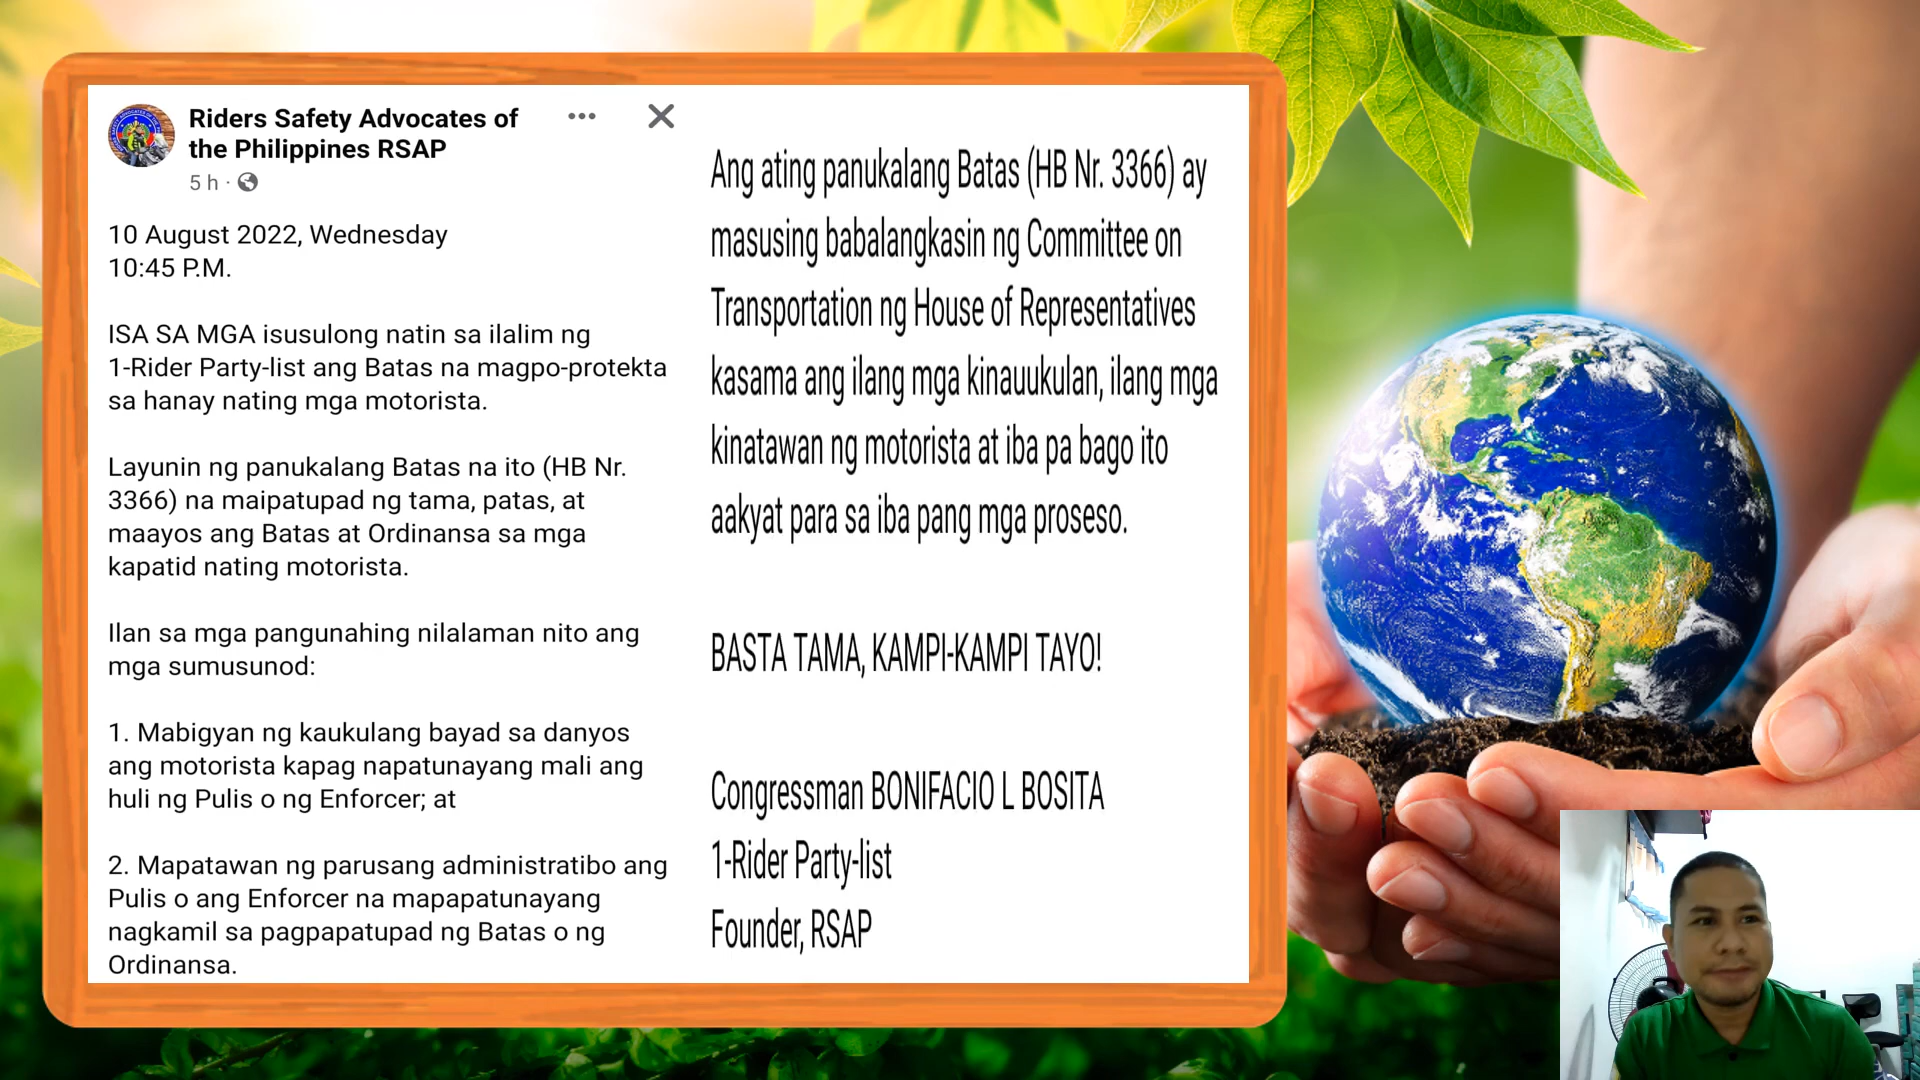 Riders Safety Advocates of
the Philippines RSAP
5 h ·
10 August 2022, Wednesday
10:45 P.M.
ISA SA MGA isusulong natin sa ilalim ng
1-Rider Party-list ang Batas na magpo-protekta
sa hanay nating mga motorista.
Layunin ng panukalang Batas na ito (HB Nr.
3366) na maipatupad ng tama, patas, at
maayos ang Batas at Ordinansa sa mga
kapatid nating motorista.
Ilan sa mga pangunahing nilalaman nito ang
mga sumusunod:
1. Mabigyan ng kaukulang bayad sa danyos
ang motorista kapag napatunayang mali ang
huli ng Pulis o ng Enforcer; at
2. Mapatawan ng parusang administratibo ang
Pulis o ang Enforcer na mapapatunayang
nagkamil sa pagpapatupad ng Batas o ng
Ordinansa.
Ang ating panukalang Batas (HB Nr. 3366) ay
masusing babalangkasin ng Committee on
Transportation ng House of Representatives
kasama ang ilang mga kinauukulan, ilang mga
kinatawan ng motorista at iba pa bago ito
aakyat para sa iba pang mga proseso.
BASTA TAMA, KAMPI-KAMPI TAYO!
Congressman BONIFACIO L BOSITA
1-Rider Party-list
Founder, RSAP